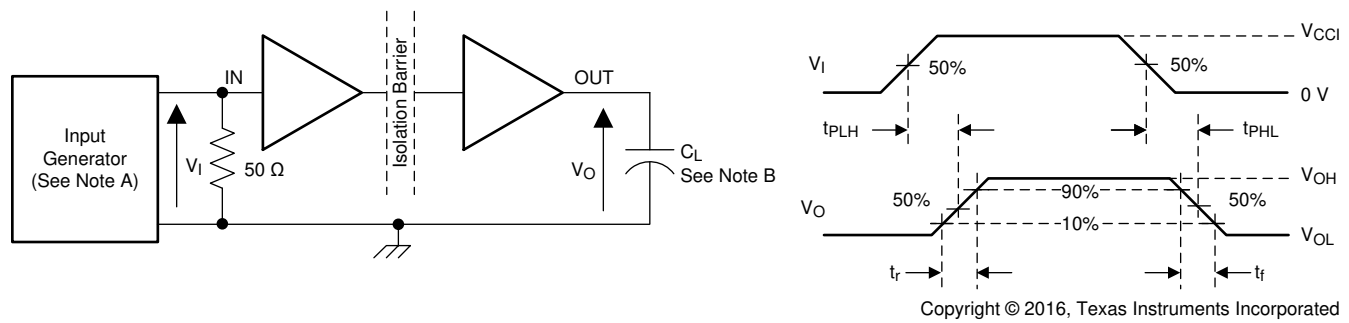 Input
Generator
(See Note A)
VI
IN
50 Ω
Isolation Barrier
OUT
VO
CL
See Note B
VI
50%
50%
VCCI
0 V
tPLH
tPHL
VO
50%
90%
10%
50%
VOH
VOL
tr
tf
Copyright © 2016, Texas Instruments Incorporated